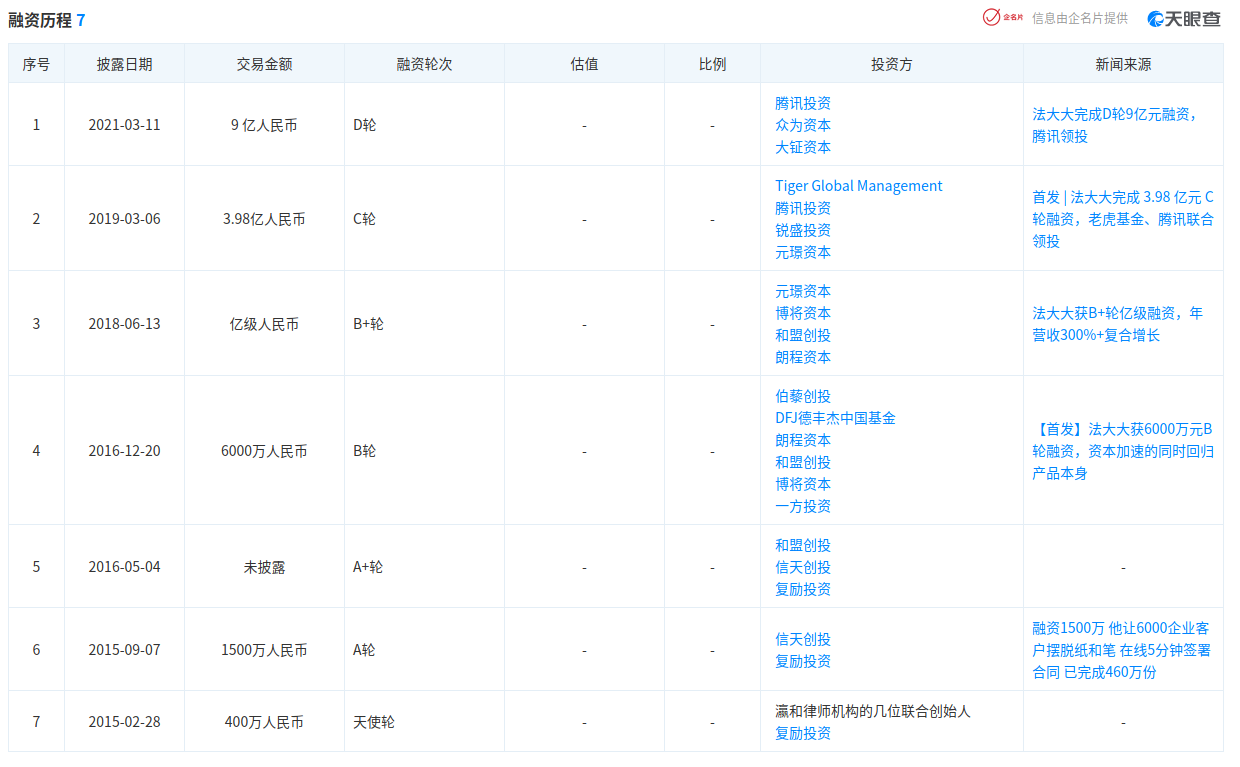 融资历程 7
企名片 信息由企名片提供 天眼查
序号 披露日期 交易金额 融资轮次 估值 比例 投资方 新闻来源
1 2021-03-11 9 亿人民币 D轮 - -
腾讯投资
众为资本
大钲资本
法大大完成D轮9亿元融资，
腾讯领投
2 2019-03-06 3.98亿人民币 C轮 - -
Tiger Global Management
腾讯投资
锐盛投资
元璟资本
首发 | 法大大完成 3.98 亿元 C
轮融资，老虎基金、腾讯联合
领投
3 2018-06-13 亿级人民币 B+轮 - -
元璟资本
博将资本
和盟创投
朗程资本
法大大获B+轮亿级融资，年
营收300%+复合增长
4 2016-12-20 6000万人民币 B轮 - -
伯藜创投
DFJ德丰杰中国基金
朗程资本
和盟创投
博将资本
一方投资
【首发】法大大获6000万元B
轮融资，资本加速的同时回归
产品本身
5 2016-05-04 未披露 A+轮 - -
和盟创投
信天创投
复励投资
-
6 2015-09-07 1500万人民币 A轮 - -
信天创投
复励投资
融资1500万 他让6000企业客
户摆脱纸和笔 在线5分钟签署
合同 已完成460万份
7 2015-02-28 400万人民币 天使轮 - -
瀛和律师机构的几位联合创始人
复励投资
-